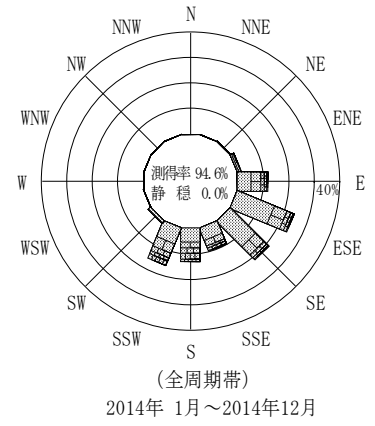 N
NNW NNE
NW NE
WNW ENE
測得率 94.6%
W 静 穏 0.0% 40% E
WSW ESE
SW SE
SSW SSE
S
(全周期帯)
2014年 1月～2014年12月